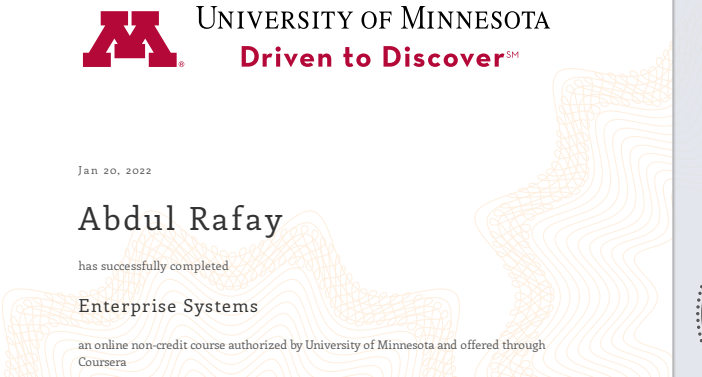 UNIVERSITY OF MINNESOTA
Driven to Discover℠
Jan 20, 2022
Abdul Rafay
has successfully completed
Enterprise Systems
an online non-credit course authorized by University of Minnesota and offered through
Coursera